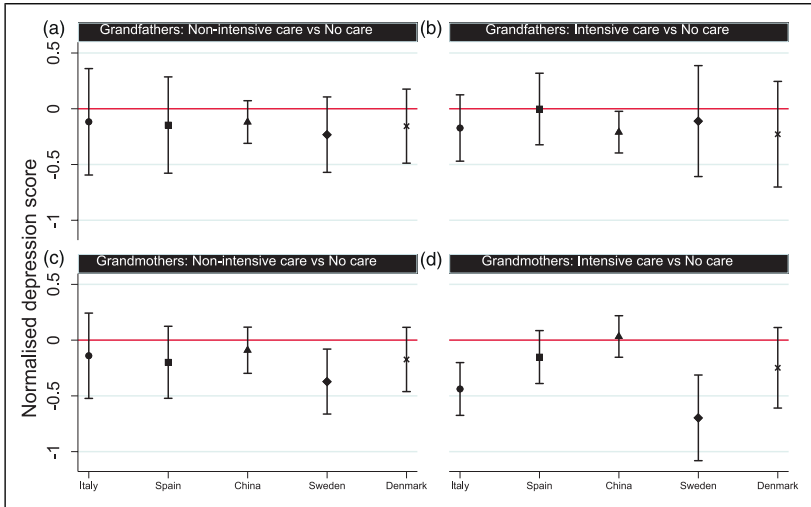 (a) Grandfathers: Non-intensive care vs No care
(b) Grandfathers: Intensive care vs No care
0.5
0
-0.5
-1
(c) Grandmothers: Non-intensive care vs No care
(d) Grandmothers: Intensive care vs No care
0.5
0
-0.5
-1
Normalised depression score
Italy Spain China Sweden Denmark
Italy Spain China Sweden Denmark